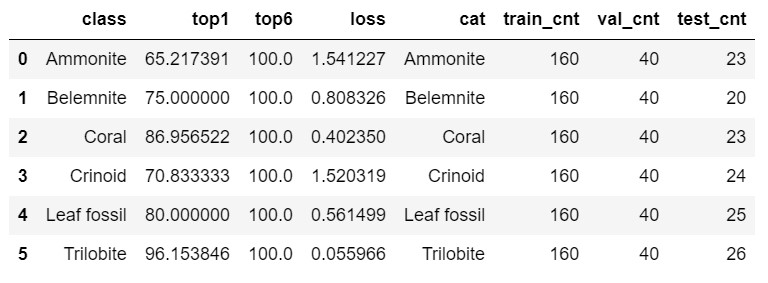 class top1 top6 loss cat train_cnt val_cnt test_cnt
0 Ammonite 65.217391 100.0 1.541227 Ammonite 160 40 23
1 Belemnite 75.000000 100.0 0.808326 Belemnite 160 40 20
2 Coral 86.956522 100.0 0.402350 Coral 160 40 23
3 Crinoid 70.833333 100.0 1.520319 Crinoid 160 40 24
4 Leaf fossil 80.000000 100.0 0.561499 Leaf fossil 160 40 25
5 Trilobite 96.153846 100.0 0.055966 Trilobite 160 40 26